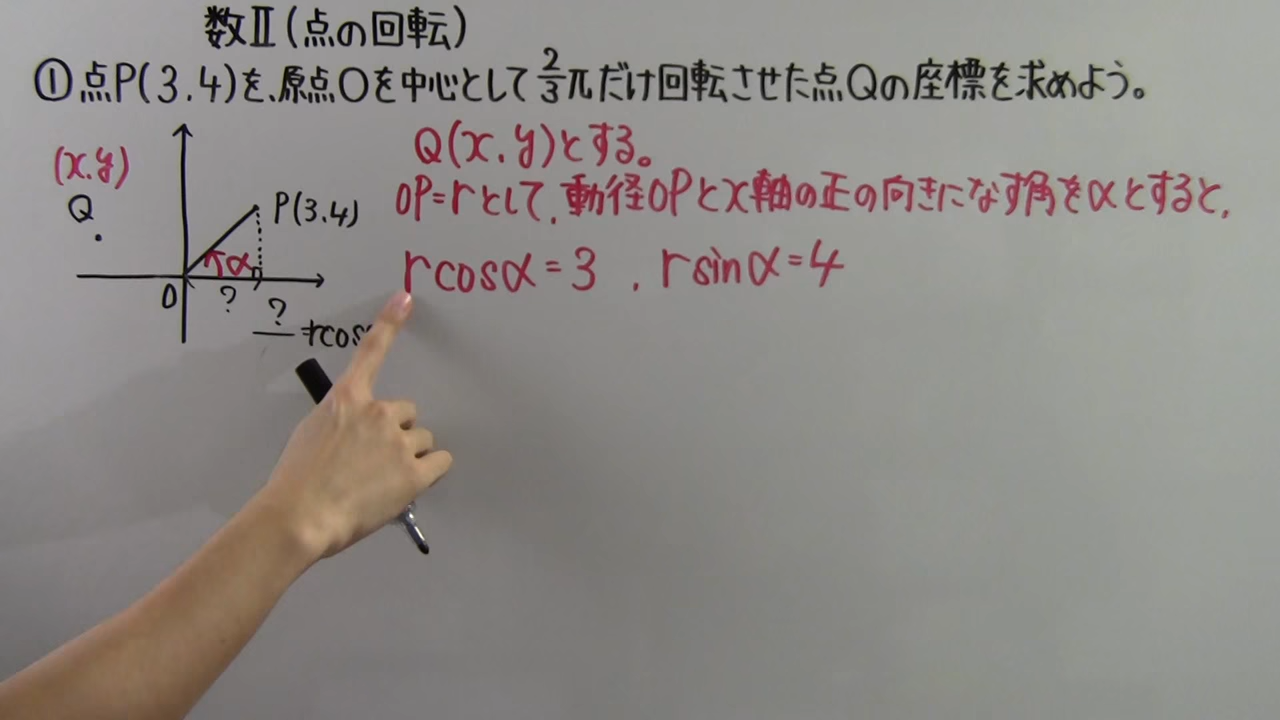 数Ⅱ(点の回転)
①点P(3.4)を、原点Oを中心として2/3πだけ回転させた点Qの座標を求めよう。
(x.y)
Q
P(3.4)
α
O
?
?
=rcos
Q(x.y)とする。
OP=rとして、動径OPとx軸の正の向きになす角をαとすると、
rcosα=3 . rsinα=4